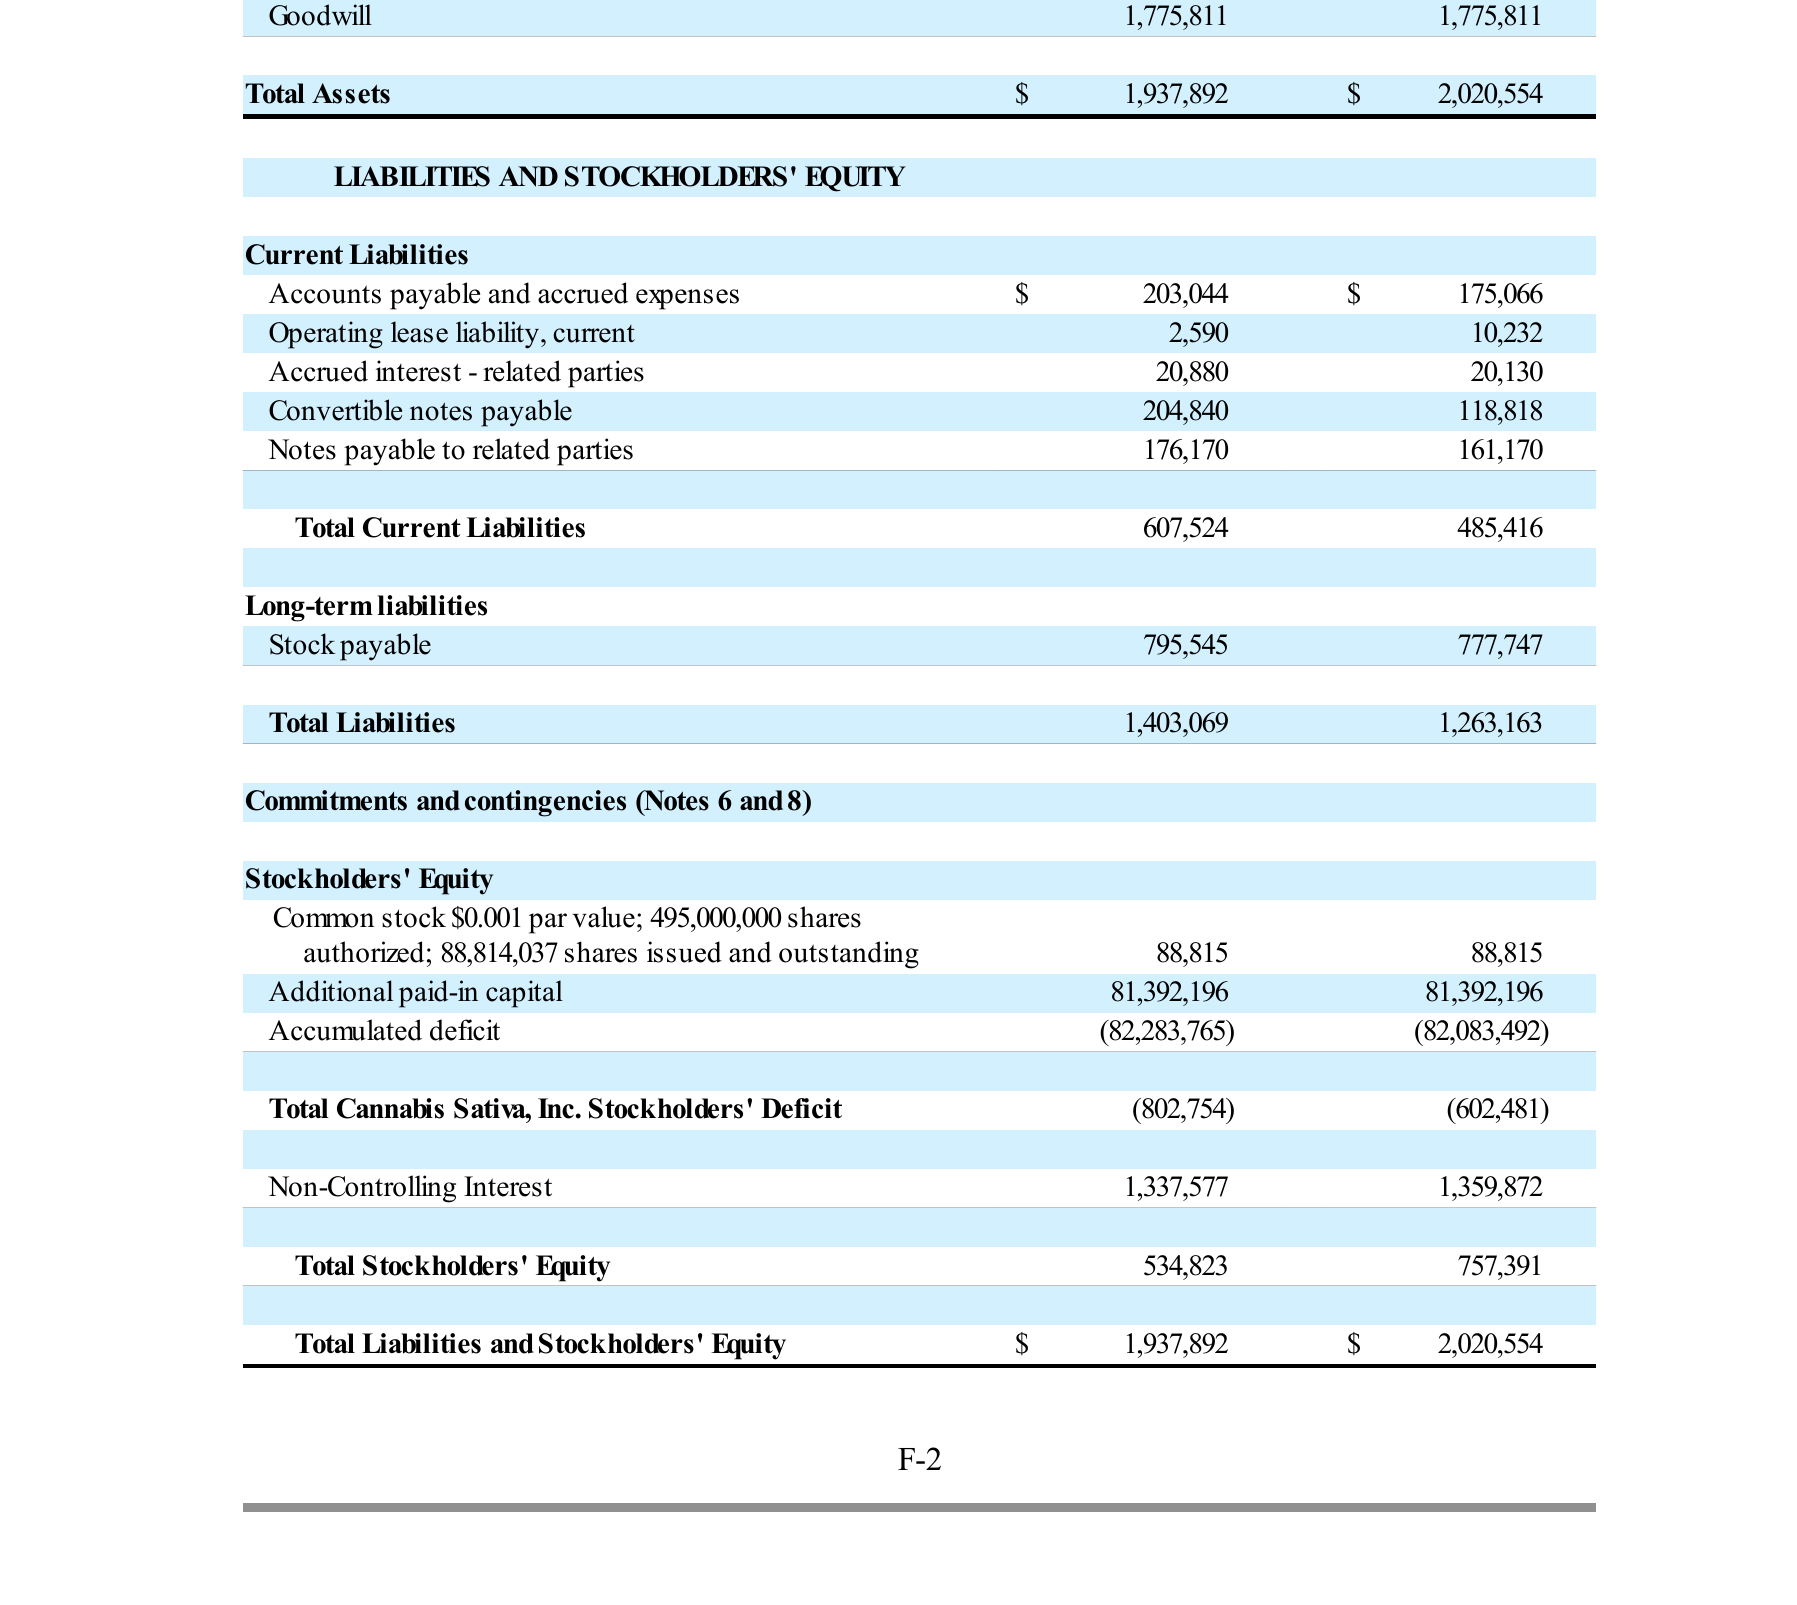 Goodwill 1,775,811 1,775,811
Total Assets $ 1,937,892 $ 2,020,554
LIABILITIES AND STOCKHOLDERS' EQUITY
Current Liabilities
Accounts payable and accrued expenses $ 203,044 $ 175,066
Operating lease liability, current 2,590 10,232
Accrued interest - related parties 20,880 20,130
Convertible notes payable 204,840 118,818
Notes payable to related parties 176,170 161,170
Total Current Liabilities 607,524 485,416
Long-term liabilities
Stock payable 795,545 777,747
Total Liabilities 1,403,069 1,263,163
Commitments and contingencies (Notes 6 and 8)
Stockholders' Equity
Common stock $0.001 par value; 495,000,000 shares
authorized; 88,814,037 shares issued and outstanding 88,815 88,815
Additional paid-in capital 81,392,196 81,392,196
Accumulated deficit (82,283,765) (82,083,492)
Total Cannabis Sativa, Inc. Stockholders' Deficit (802,754) (602,481)
Non-Controlling Interest 1,337,577 1,359,872
Total Stockholders' Equity 534,823 757,391
Total Liabilities and Stockholders' Equity $ 1,937,892 $ 2,020,554
F-2